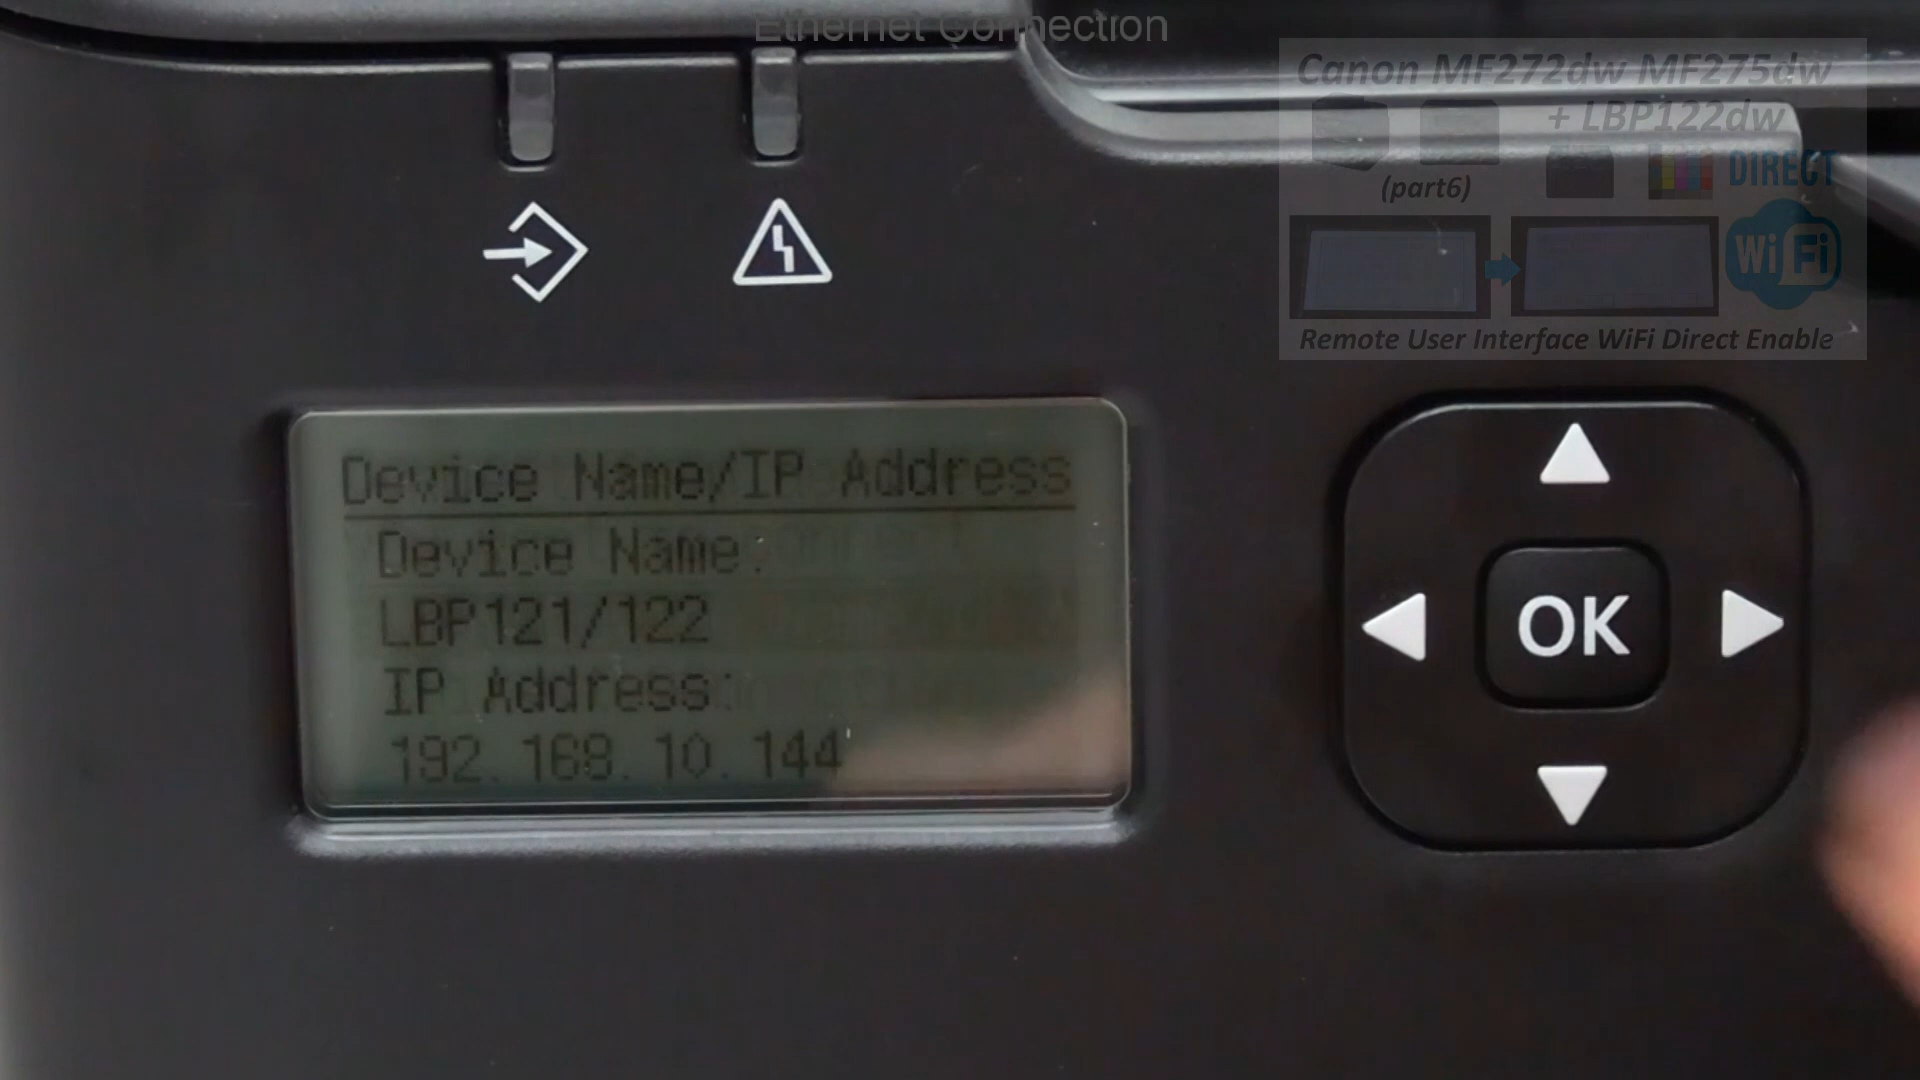 Ethernet Connection
Canon MF272dw MF275dw
+ LBP122dw
(part6)
DIRECT
WiFi
Remote User Interface WiFi Direct Enable
Device Name/IP Address
Device Name:
LBP121/122
IP Address:
192.168.10.144
OK